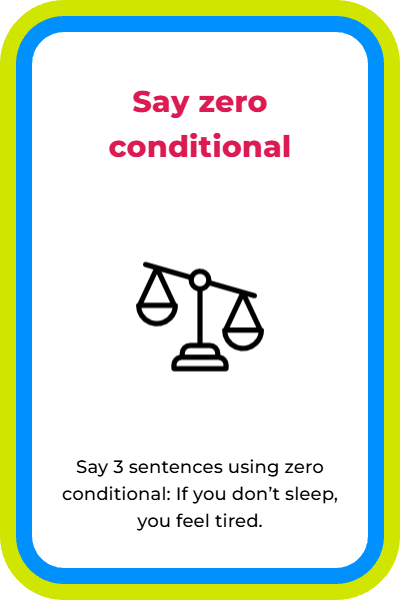 Say zero
conditional
Say 3 sentences using zero
conditional: If you don’t sleep,
you feel tired.